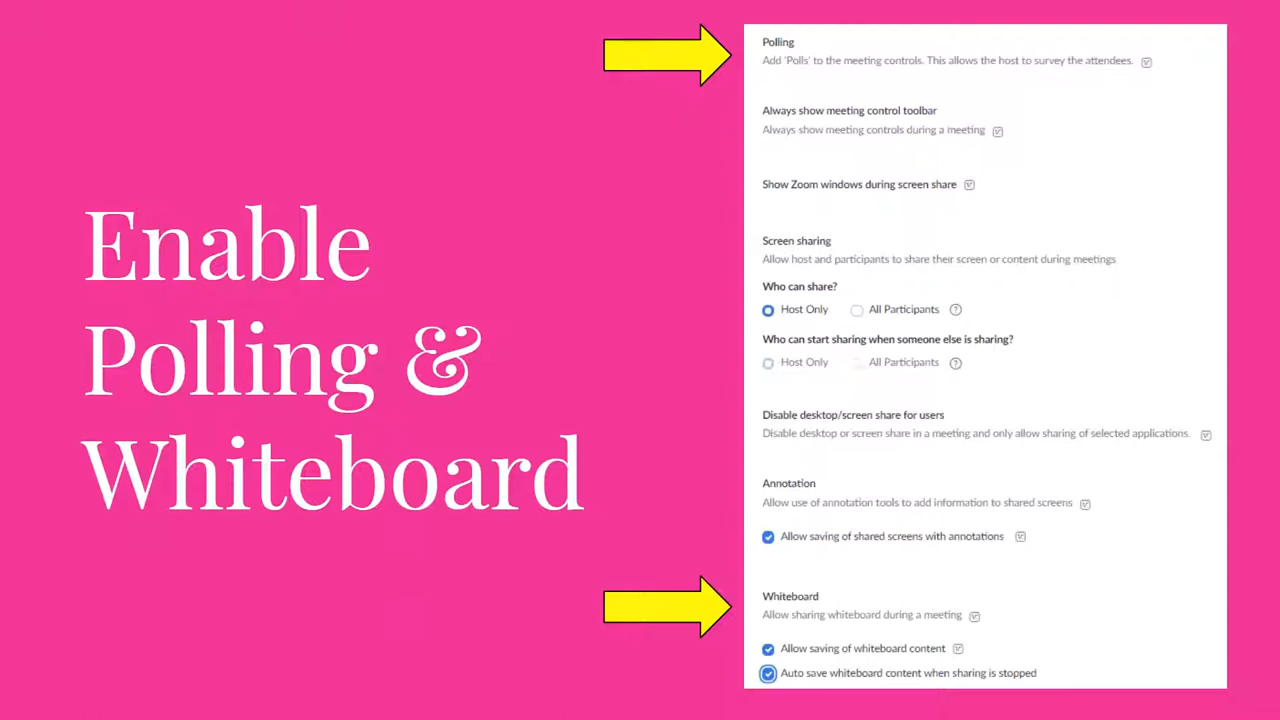 Enable
Polling &
Whiteboard
Polling
Add 'Polls' to the meeting controls. This allows the host to survey the attendees.
Always show meeting control toolbar
Always show meeting controls during a meeting
Show Zoom windows during screen share
Screen sharing
Allow host and participants to share their screen or content during meetings
Who can share?
Host Only All Participants ?
Who can start sharing when someone else is sharing?
Host Only All Participants ?
Disable desktop/screen share for users
Disable desktop or screen share in a meeting and only allow sharing of selected applications.
Annotation
Allow use of annotation tools to add information to shared screens
Allow saving of shared screens with annotations
Whiteboard
Allow sharing whiteboard during a meeting
Allow saving of whiteboard content
Auto save whiteboard content when sharing is stopped